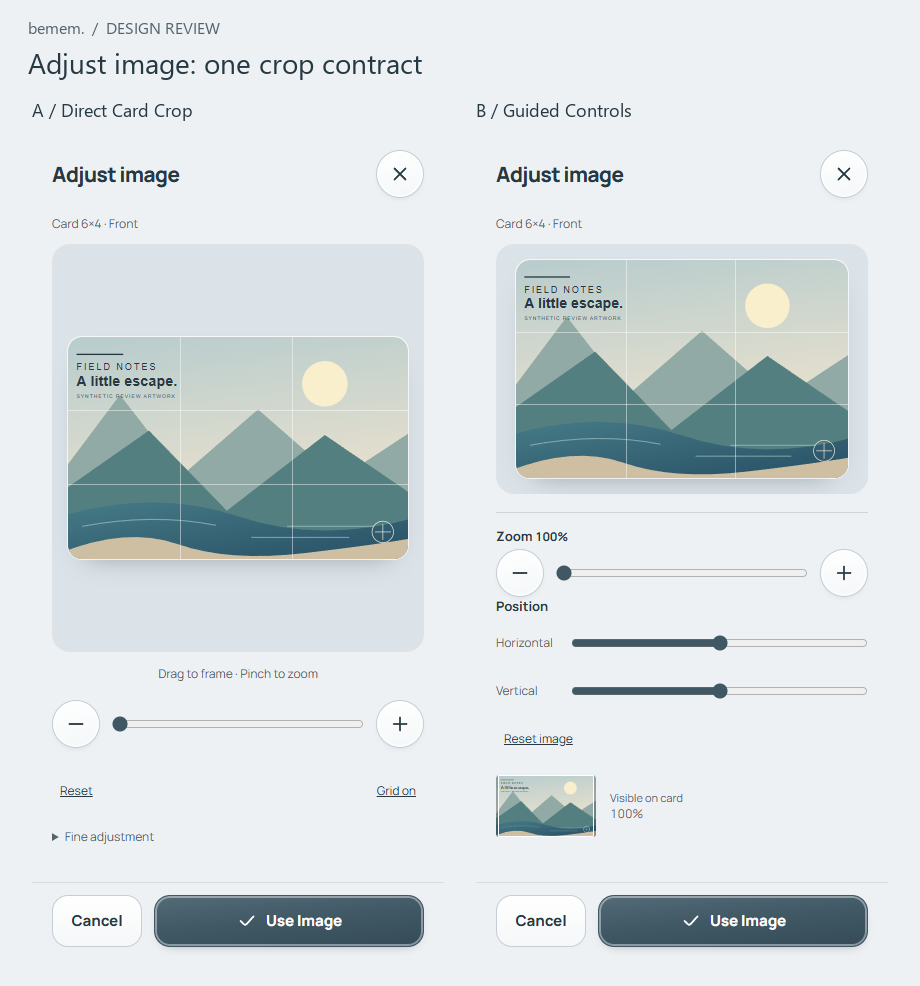 bemem. / DESIGN REVIEW
Adjust image: one crop contract
A / Direct Card Crop
Adjust image
Card 6×4 · Front
FIELD NOTES
A little escape.
SYNTHETIC REVIEW ARTWORK
Drag to frame · Pinch to zoom
Reset
Grid on
Fine adjustment
Cancel
Use Image
B / Guided Controls
Adjust image
Card 6×4 · Front
FIELD NOTES
A little escape.
SYNTHETIC REVIEW ARTWORK
Zoom 100%
Position
Horizontal
Vertical
Reset image
A little escape.
Visible on card
100%
Cancel
Use Image